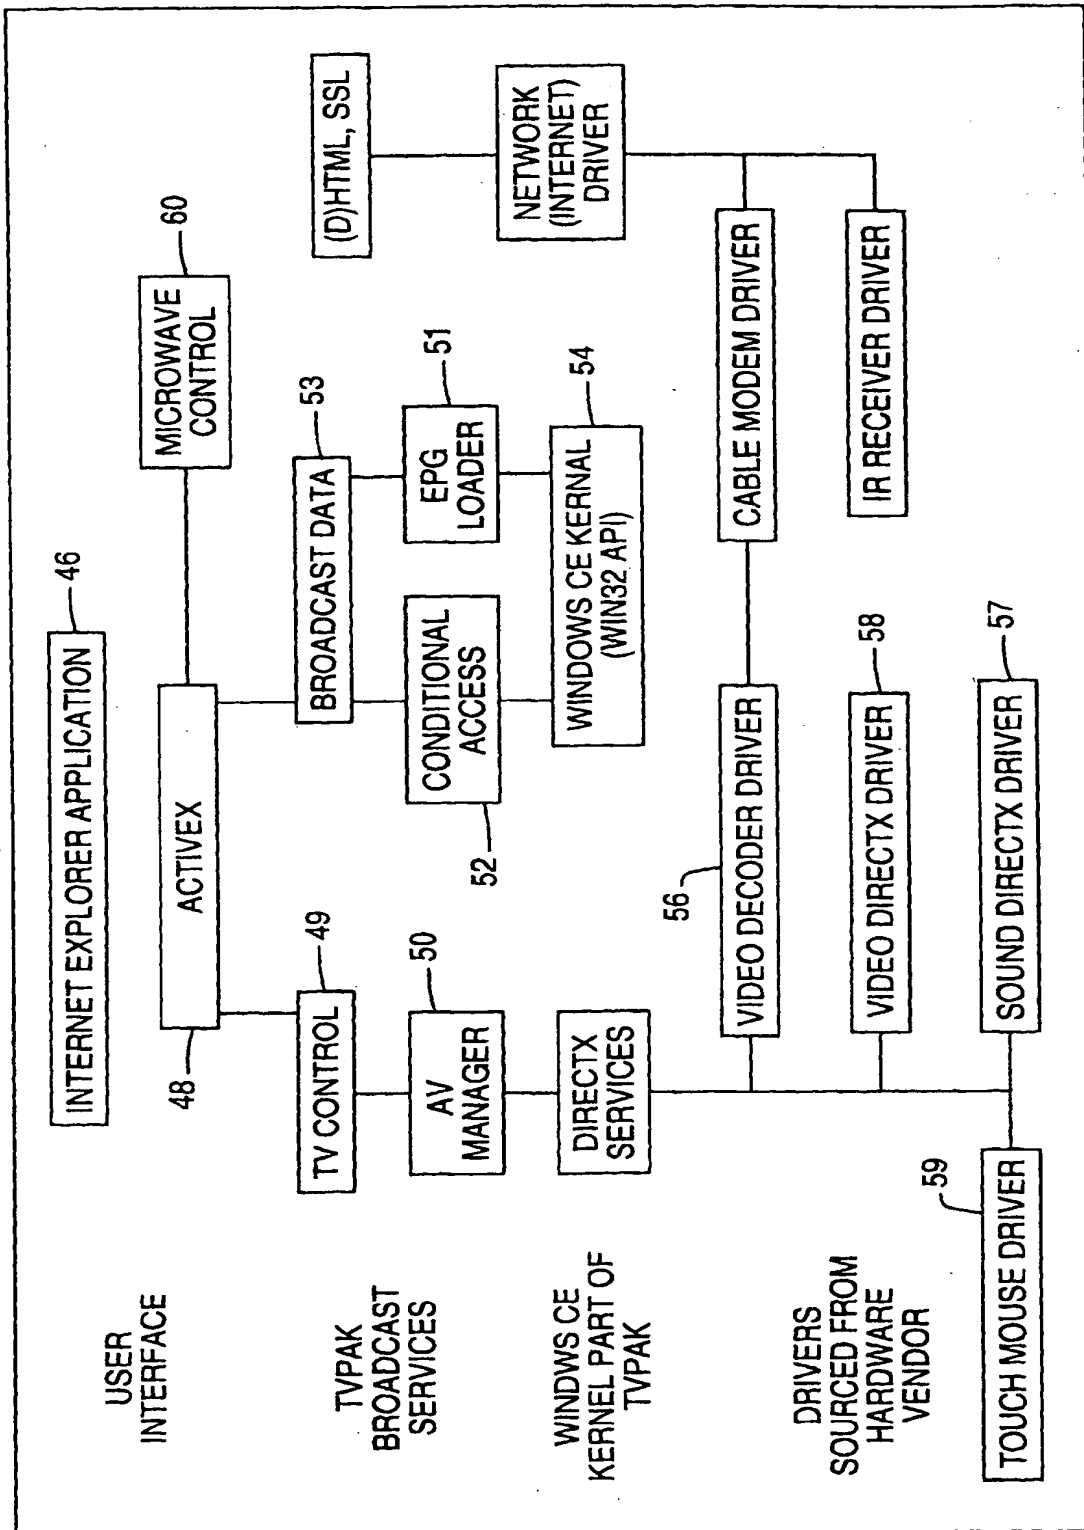 USER
INTERFACE
INTERNET EXPLORER APPLICATION
46
ACTIVEX
48
MICROWAVE
CONTROL
60
TVPAK
BROADCAST
SERVICES
TV CONTROL
49
BROADCAST DATA
53
(D)HTML, SSL
AV
MANAGER
50
CONDITIONAL
ACCESS
52
EPG
LOADER
51
WINDWS CE
KERNEL PART OF
TVPAK
DIRECTX
SERVICES
WINDOWS CE KERNAL
(WIN32 API)
54
NETWORK
(INTERNET)
DRIVER
DRIVERS
SOURCED FROM
HARDWARE
VENDOR
VIDEO DECODER DRIVER
56
CABLE MODEM DRIVER
VIDEO DIRECTX DRIVER
58
IR RECEIVER DRIVER
TOUCH MOUSE DRIVER
59
SOUND DIRECTX DRIVER
57